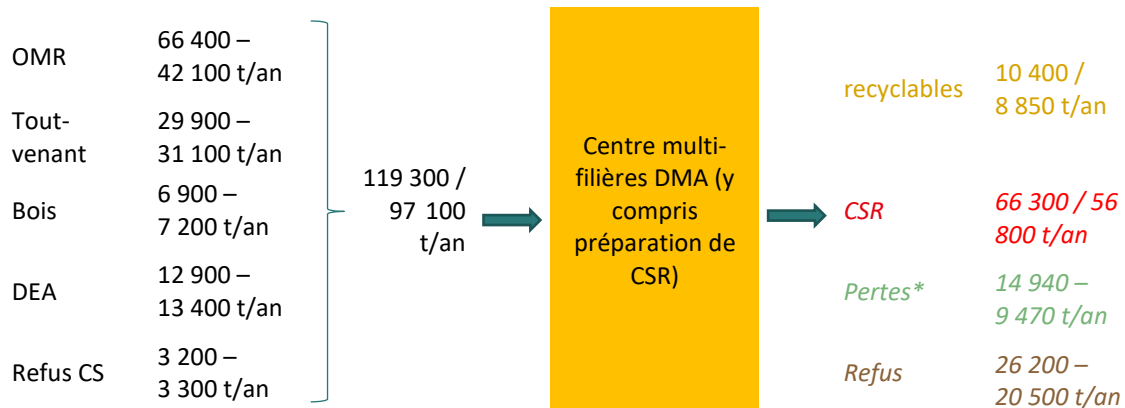 OMR
66 400 –
42 100 t/an
Tout-
venant
29 900 –
31 100 t/an
Bois
6 900 –
7 200 t/an
DEA
12 900 –
13 400 t/an
Refus CS
3 200 –
3 300 t/an
119 300 /
97 100
t/an
Centre multi-
filières DMA (y
compris
préparation de
CSR)
recyclables
10 400 /
8 850 t/an
CSR
66 300 / 56
800 t/an
Pertes*
14 940 –
9 470 t/an
Refus
26 200 –
20 500 t/an